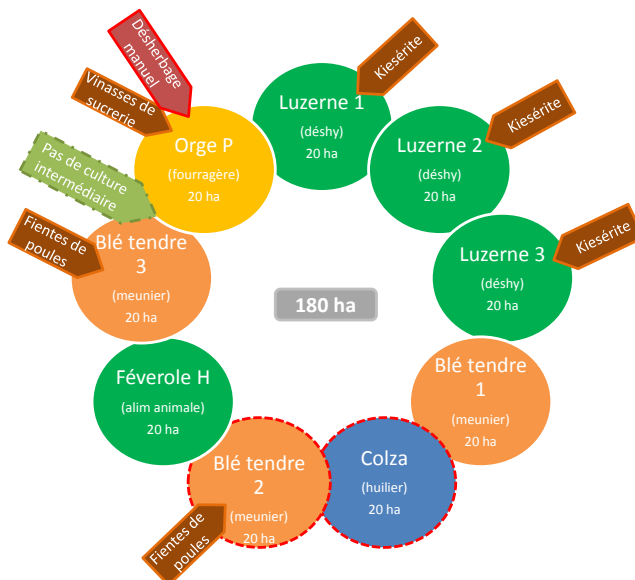 Désherbage
manuel
Vinasses de
sucrerie
Pas de culture
intermédiaire
Fientes de
poules
Orge P
(fourragère)
20 ha
Luzerne 1
(déshy)
20 ha
Kiesérite
Luzerne 2
(déshy)
20 ha
Kiesérite
Luzerne 3
(déshy)
20 ha
Kiesérite
Blé tendre
1
(meunier)
20 ha
Colza
(huilier)
20 ha
Blé tendre
2
(meunier)
20 ha
Fientes de
poules
Féverole H
(alim animale)
20 ha
Blé tendre
3
(meunier)
20 ha
180 ha